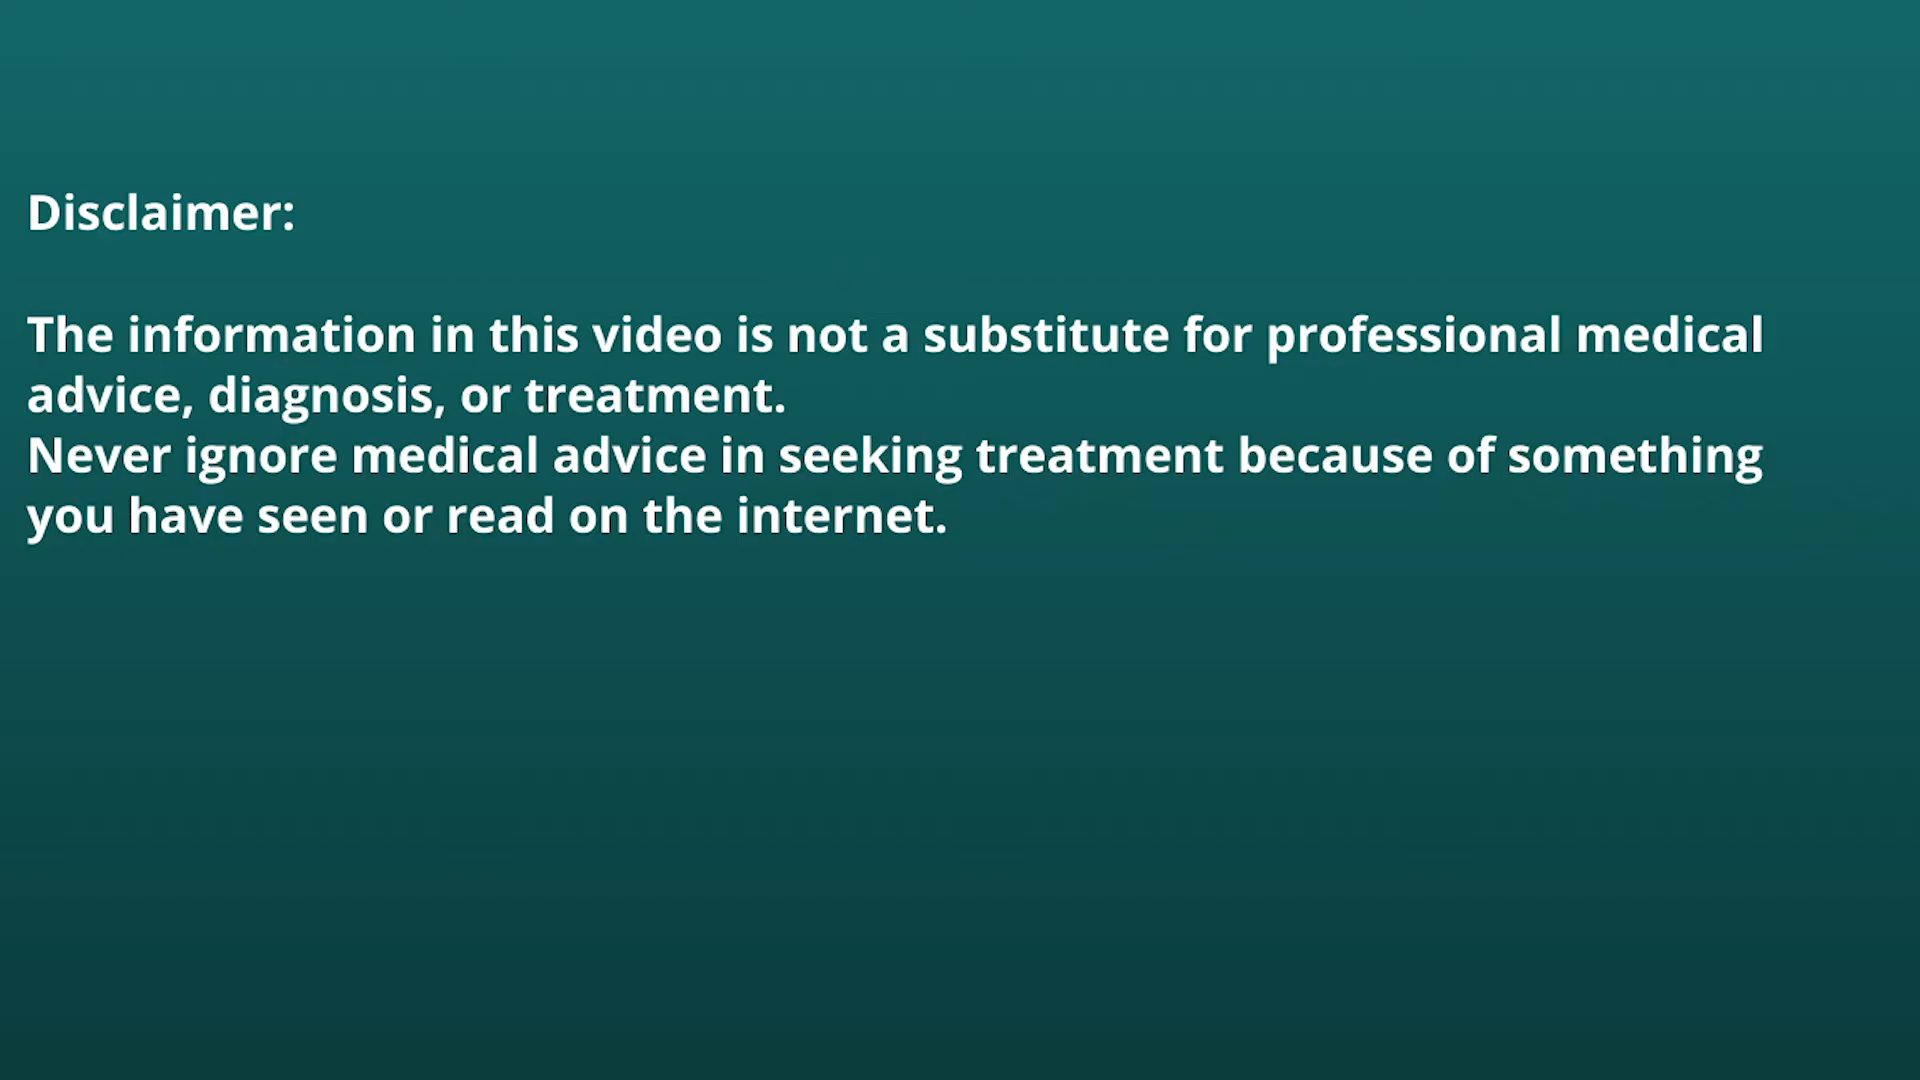 Disclaimer:
The information in this video is not a substitute for professional medical
advice, diagnosis, or treatment.
Never ignore medical advice in seeking treatment because of something
you have seen or read on the internet.